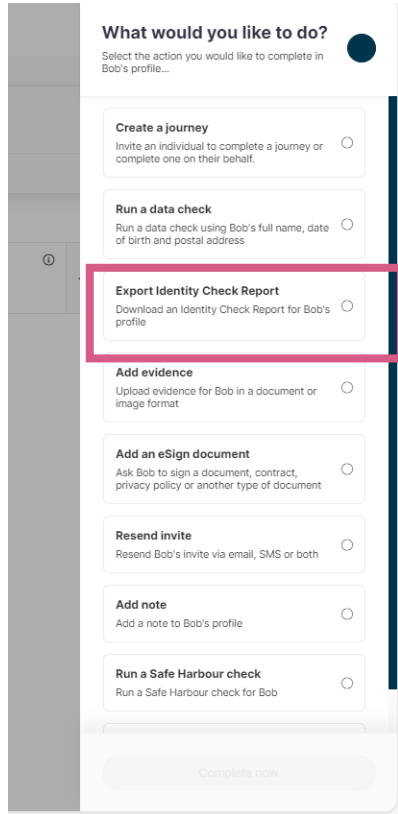 What would you like to do?
Select the action you would like to complete in
Bob's profile...
Create a journey
Invite an individual to complete a journey or
complete one on their behalf.
Run a data check
Run a data check using Bob's full name, date
of birth and postal address
Export Identity Check Report
Download an Identity Check Report for Bob's
profile
Add evidence
Upload evidence for Bob in a document or
image format
Add an eSign document
Ask Bob to sign a document, contract,
privacy policy or another type of document
Resend invite
Resend Bob's invite via email, SMS or both
Add note
Add a note to Bob's profile
Run a Safe Harbour check
Run a Safe Harbour check for Bob
Complete now